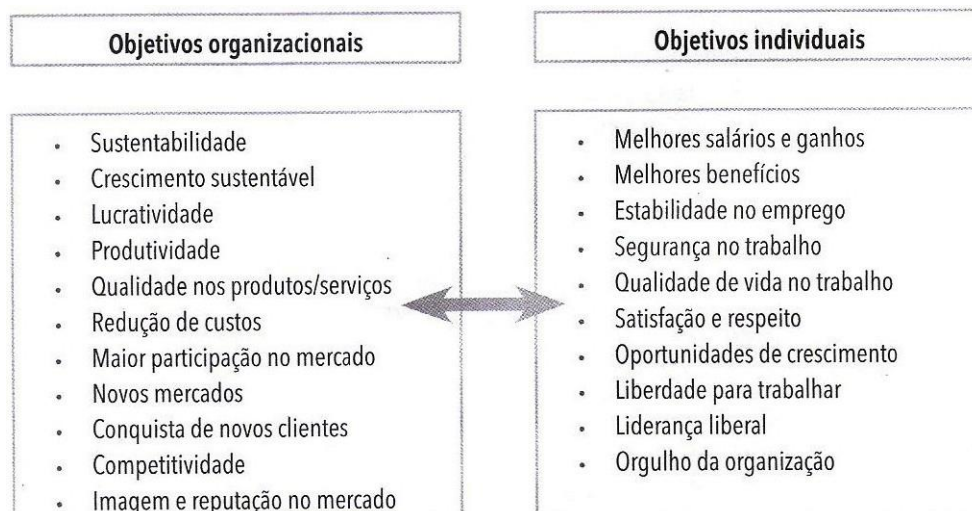 Objetivos organizacionais
• Sustentabilidade
• Crescimento sustentável
• Lucratividade
• Produtividade
• Qualidade nos produtos/serviços
• Redução de custos
• Maior participação no mercado
• Novos mercados
• Conquista de novos clientes
• Competitividade
• Imagem e reputação no mercado
Objetivos individuais
• Melhores salários e ganhos
• Melhores benefícios
• Estabilidade no emprego
• Segurança no trabalho
• Qualidade de vida no trabalho
• Satisfação e respeito
• Oportunidades de crescimento
• Liberdade para trabalhar
• Liderança liberal
• Orgulho da organização